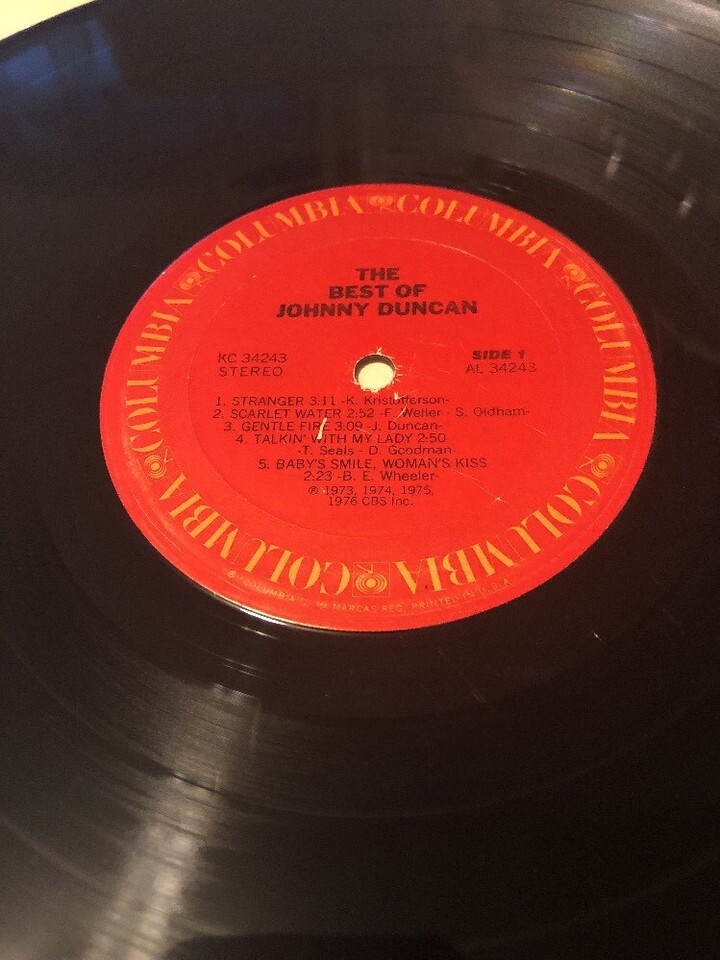 COLUMBIA COLUMBIA COLUMBIA COLUMBIA COLUMBIA COLUMBIA COLUMBIA
THE
BEST OF
JOHNNY DUNCAN
KC 34243 SIDE 1
STEREO AL 34243
1. STRANGER 3:11 -K. Kristofferson-
2. SCARLET WATER 2:52 -F. Weller - S. Oldham-
3. GENTLE FIRE 3:09 -J. Duncan-
4. TALKIN' WITH MY LADY 2:50
-T. Seals - D. Goodman-
5. BABY'S SMILE, WOMAN'S KISS
2:23 -B. E. Wheeler-
℗ 1973, 1974, 1975,
1976 CBS Inc.
COLUMBIA MARCAS REG. PRINTED IN U.S.A.